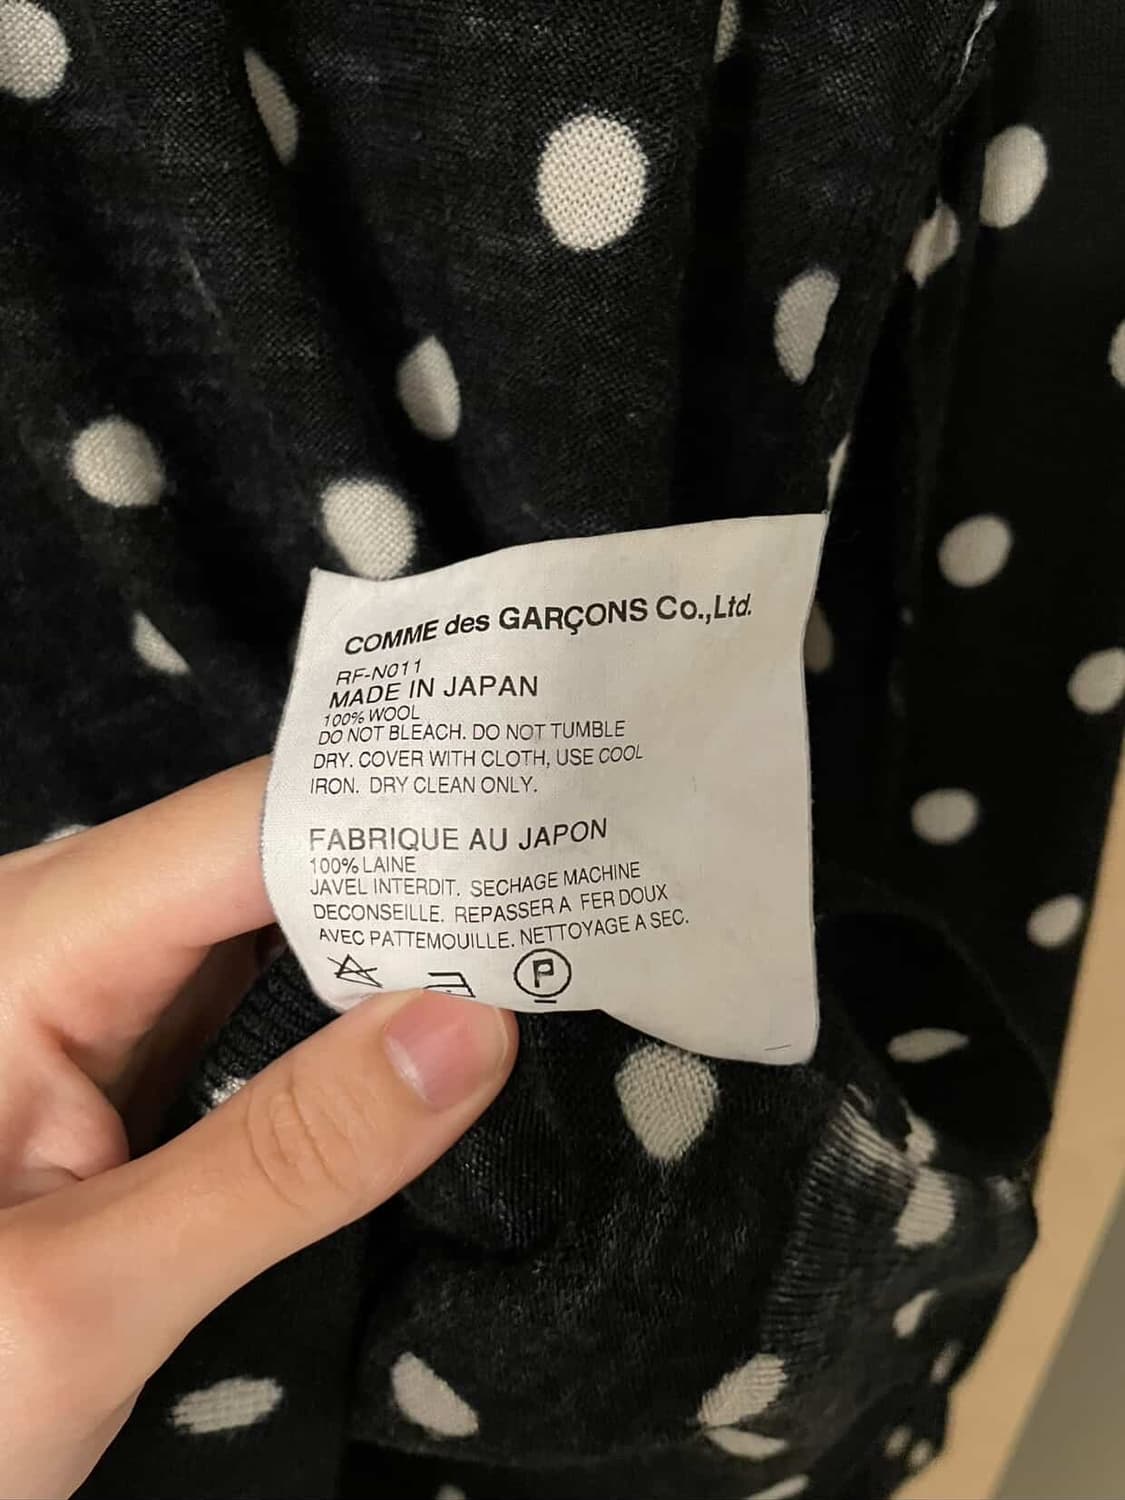 COMME des GARÇONS Co.,Ltd.
RF-N011
MADE IN JAPAN
100% WOOL
DO NOT BLEACH. DO NOT TUMBLE
DRY. COVER WITH CLOTH, USE COOL
IRON. DRY CLEAN ONLY.
FABRIQUE AU JAPON
100% LAINE
JAVEL INTERDIT. SECHAGE MACHINE
DECONSEILLE. REPASSER A FER DOUX
AVEC PATTEMOUILLE. NETTOYAGE A SEC.
P